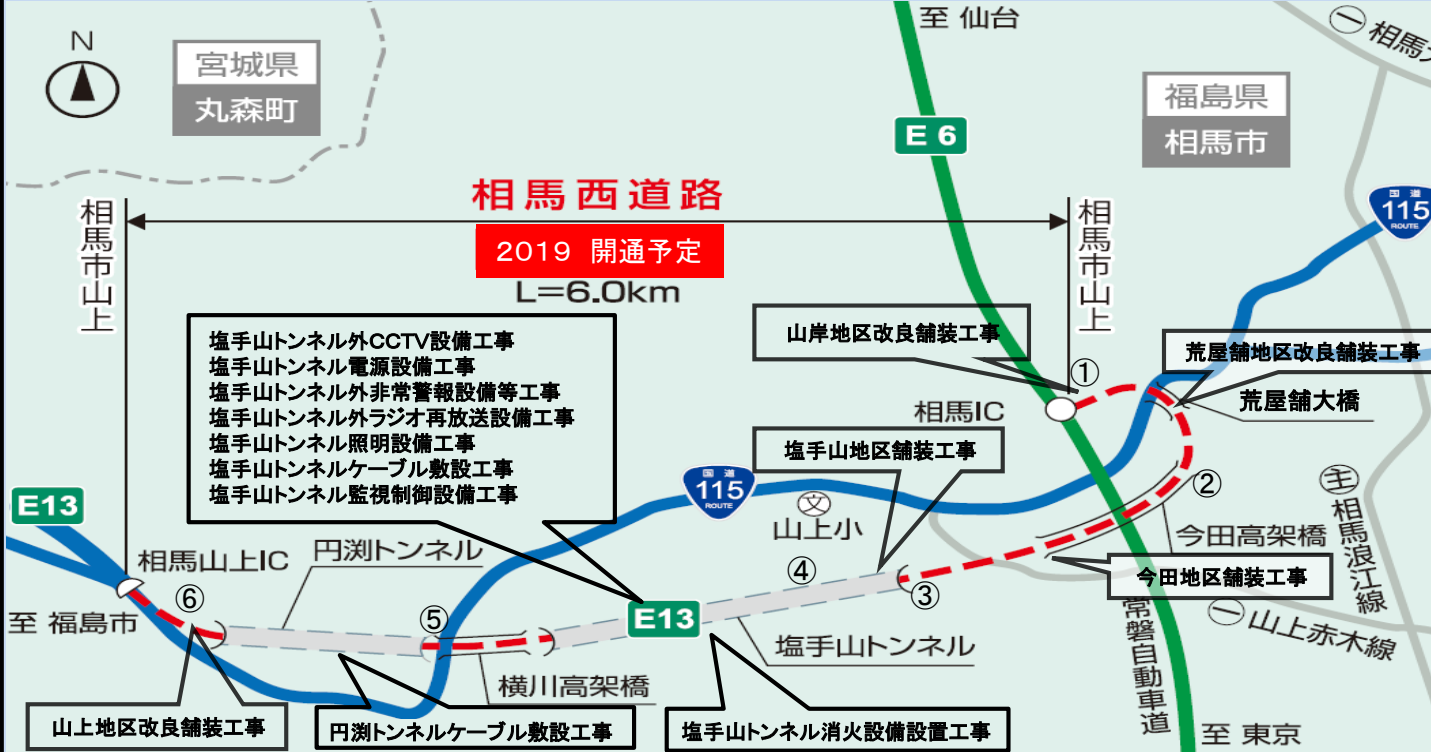 至 仙台
㊀ 相馬
N
宮城県
丸森町
福島県
相馬市
E 6
相馬西道路
2019 開通予定
L=6.0km
相馬市山上
相馬市山上
国道
115
ROUTE
塩手山トンネル外CCTV設備工事
塩手山トンネル電源設備工事
塩手山トンネル外非常警報設備等工事
塩手山トンネル外ラジオ再放送設備工事
塩手山トンネル照明設備工事
塩手山トンネルケーブル敷設工事
塩手山トンネル監視制御設備工事
山岸地区改良舗装工事
①
荒屋舗地区改良舗装工事
荒屋舗大橋
相馬IC
塩手山地区舗装工事
国道
115
ROUTE
文
山上小
②
㊀主 相馬浪江線
今田高架橋
今田地区舗装工事
E13
相馬山上IC
円渕トンネル
④
③
⑥
⑤
E13
至 福島市
㊀ 山上赤木線
塩手山トンネル
横川高架橋
常磐自動車道
山上地区改良舗装工事
円渕トンネルケーブル敷設工事
塩手山トンネル消火設備設置工事
至 東京